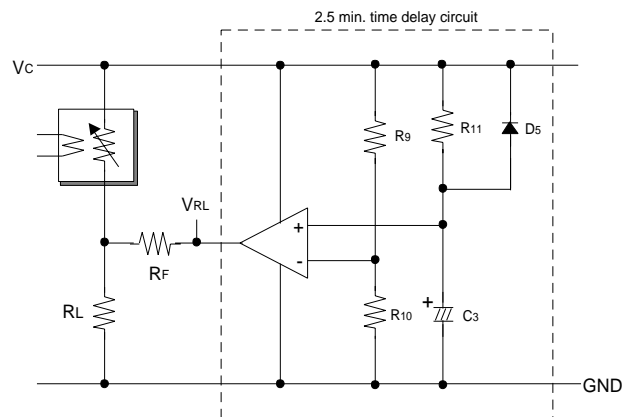 2.5 min. time delay circuit
VC
R9
R11
D5
VRL
+
-
RF
RL
R10
+
C3
GND